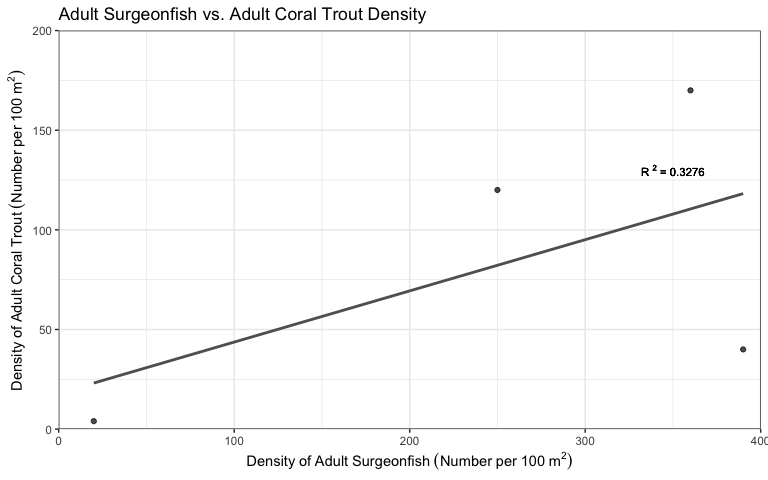 Adult Surgeonfish vs. Adult Coral Trout Density
200
150
100
50
0
Density of Adult Coral Trout (Number per 100 m²)
R² = 0.3276
0 100 200 300 400
Density of Adult Surgeonfish (Number per 100 m²)